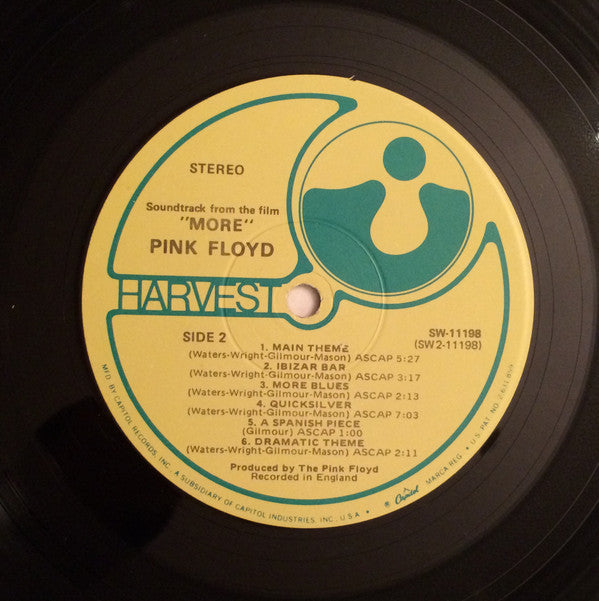 STEREO
Soundtrack from the film
"MORE"
PINK FLOYD
HARVEST
SIDE 2
SW-11198
(SW2-11198)
1. MAIN THEME
(Waters-Wright-Gilmour-Mason) ASCAP 5:27
2. IBIZAR BAR
(Waters-Wright-Gilmour-Mason) ASCAP 3:17
3. MORE BLUES
(Waters-Wright-Gilmour-Mason) ASCAP 2:13
4. QUICKSILVER
(Waters-Wright-Gilmour-Mason) ASCAP 7:03
5. A SPANISH PIECE
(Gilmour) ASCAP 1:00
6. DRAMATIC THEME
(Waters-Wright-Gilmour-Mason) ASCAP 2:11
Produced by The Pink Floyd
Recorded in England
MFD. BY CAPITOL RECORDS, INC. A SUBSIDIARY OF CAPITOL INDUSTRIES, INC., U.S.A. • ® Capitol MARCA REG. • U.S. PAT. NO. 2,631,859